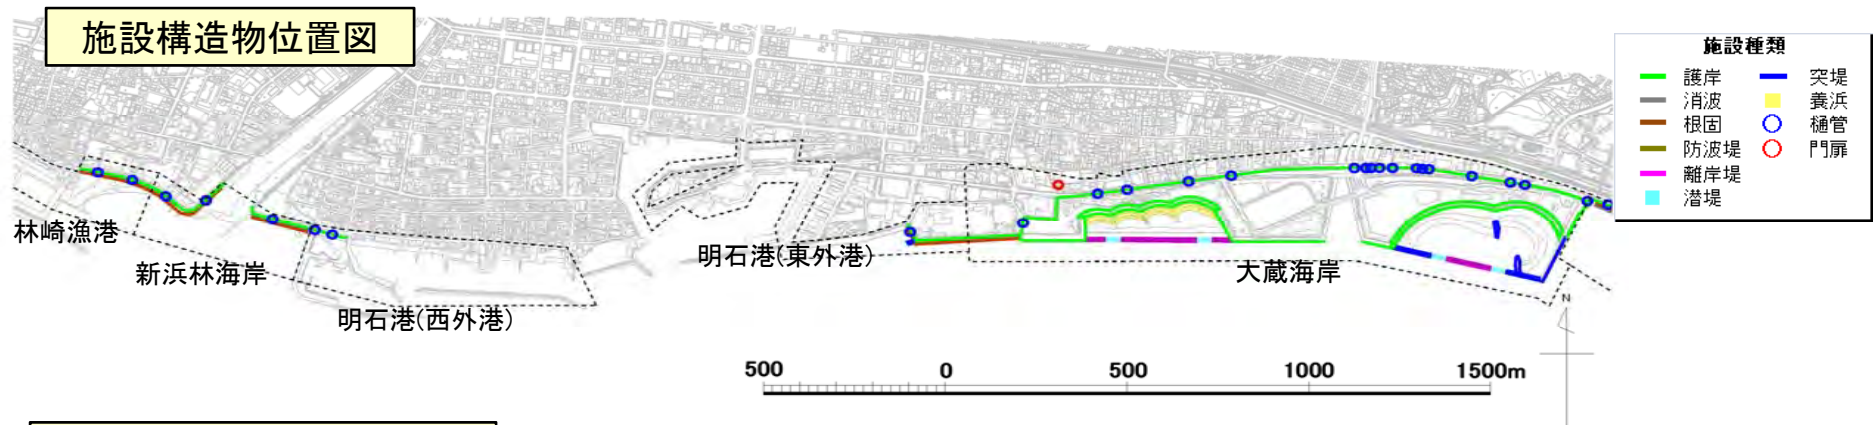 施設構造物位置図
施設種類
護岸 突堤
消波 養浜
根固 樋管
防波堤 門扉
離岸堤
潜堤
林崎漁港
新浜林海岸
明石港(西外港)
明石港(東外港)
大蔵海岸
N
500 0 500 1000 1500m